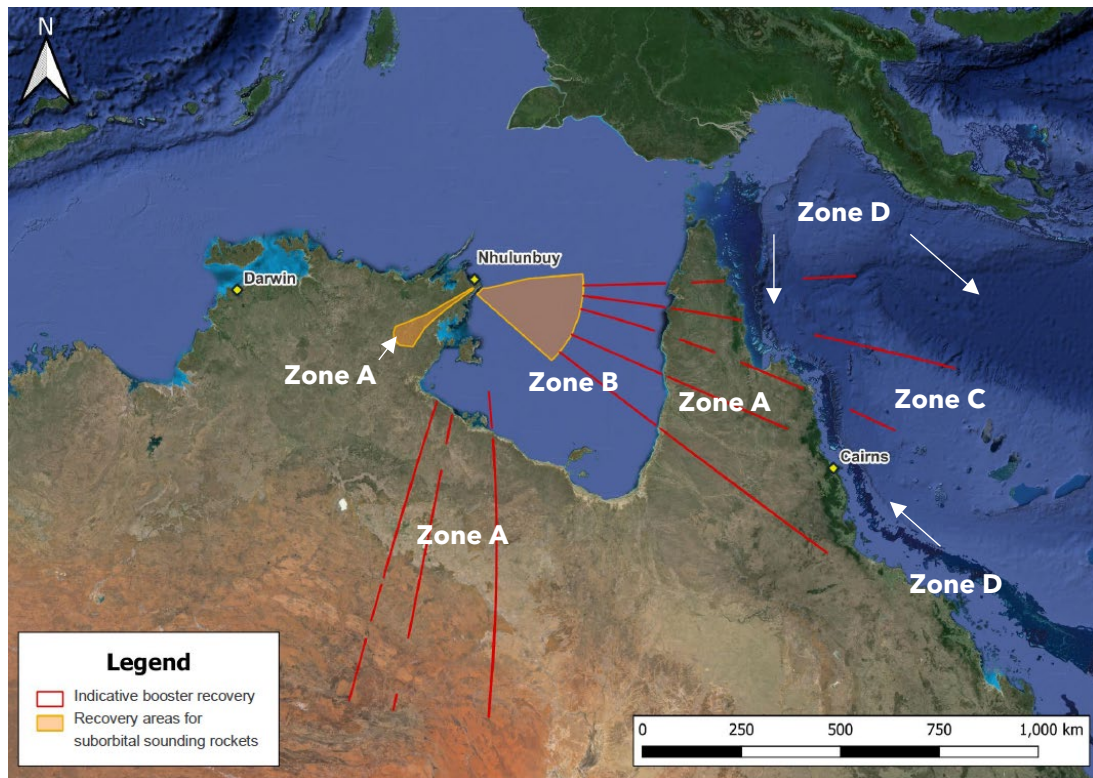 N
Zone D
Nhulunbuy
Darwin
Zone A
Zone B
Zone A
Zone C
Cairns
Zone A
Zone D
Legend
Indicative booster recovery
Recovery areas for
suborbital sounding rockets
0 250 500 750 1,000 km